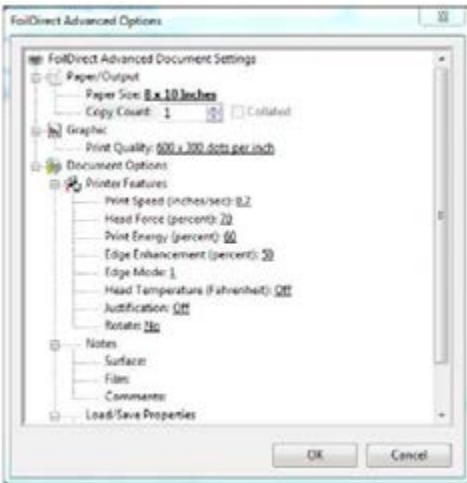 FoilDirect Advanced Options
FoilDirect Advanced Document Settings
Paper/Output
Paper Size: 8 x 10 Inches
Copy Count: 1 Collated
Graphic
Print Quality: 600 x 300 dots per inch
Document Options
Printer Features
Print Speed (inches/sec): 0.7
Head Force (percent): 70
Print Energy (percent): 60
Edge Enhancement (percent): 50
Edge Mode: 1
Head Temperature (Fahrenheit): Off
Justification: Off
Rotate: No
Notes
Surface:
Film:
Comments:
Load/Save Properties
OK Cancel